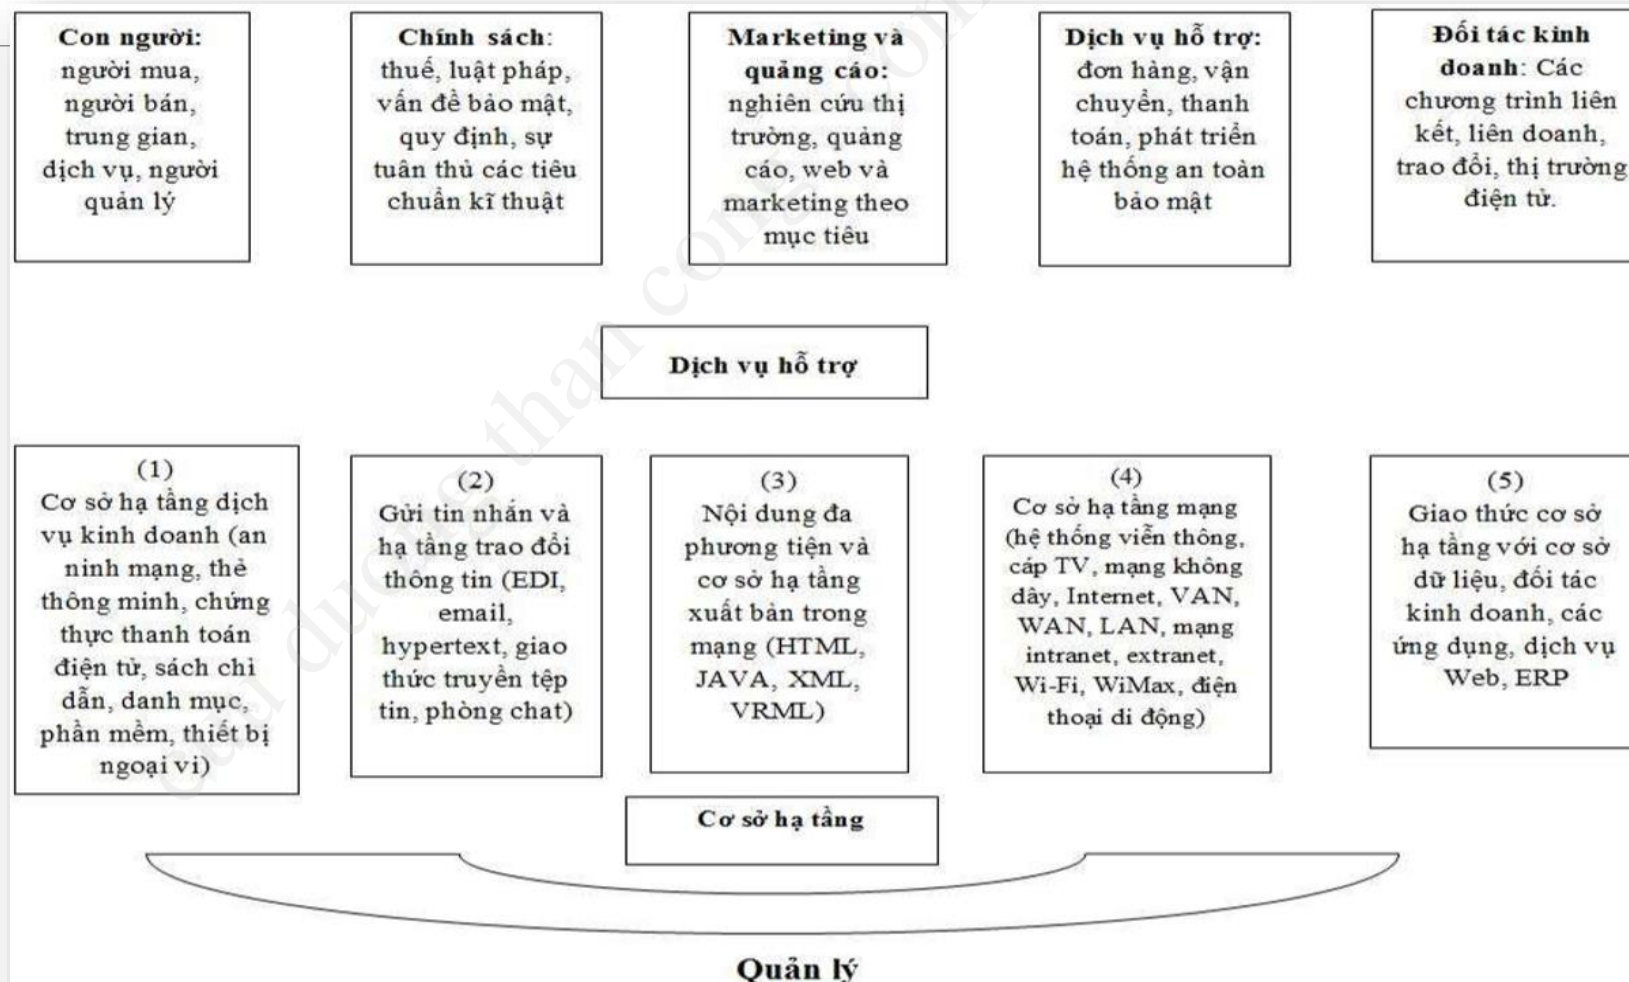 Con người:
người mua,
người bán,
trung gian,
dịch vụ, người
quản lý
Chính sách:
thuế, luật pháp,
vấn đề bảo mật,
quy định, sự
tuân thủ các tiêu
chuẩn kĩ thuật
Marketing và
quảng cáo:
nghiên cứu thị
trường, quảng
cáo, web và
marketing theo
mục tiêu
Dịch vụ hỗ trợ:
đơn hàng, vận
chuyển, thanh
toán, phát triển
hệ thống an toàn
bảo mật
Đối tác kinh
doanh: Các
chương trình liên
kết, liên doanh,
trao đổi, thị trường
điện tử.
Dịch vụ hỗ trợ
(1)
Cơ sở hạ tầng dịch
vụ kinh doanh (an
ninh mạng, thẻ
thông minh, chứng
thực thanh toán
điện tử, sách chỉ
dẫn, danh mục,
phần mềm, thiết bị
ngoại vi)
(2)
Gửi tin nhắn và
hạ tầng trao đổi
thông tin (EDI,
email,
hypertext, giao
thức truyền tệp
tin, phòng chat)
(3)
Nội dung đa
phương tiện và
cơ sở hạ tầng
xuất bản trong
mạng (HTML,
JAVA, XML,
VRML)
(4)
Cơ sở hạ tầng mạng
(hệ thống viễn thông,
cáp TV, mạng không
dây, Internet, VAN,
WAN, LAN, mạng
intranet, extranet,
Wi-Fi, WiMax, điện
thoại di động)
(5)
Giao thức cơ sở
hạ tầng với cơ sở
dữ liệu, đối tác
kinh doanh, các
ứng dụng, dịch vụ
Web, ERP
Cơ sở hạ tầng
Quản lý
cuu duong than cong . com